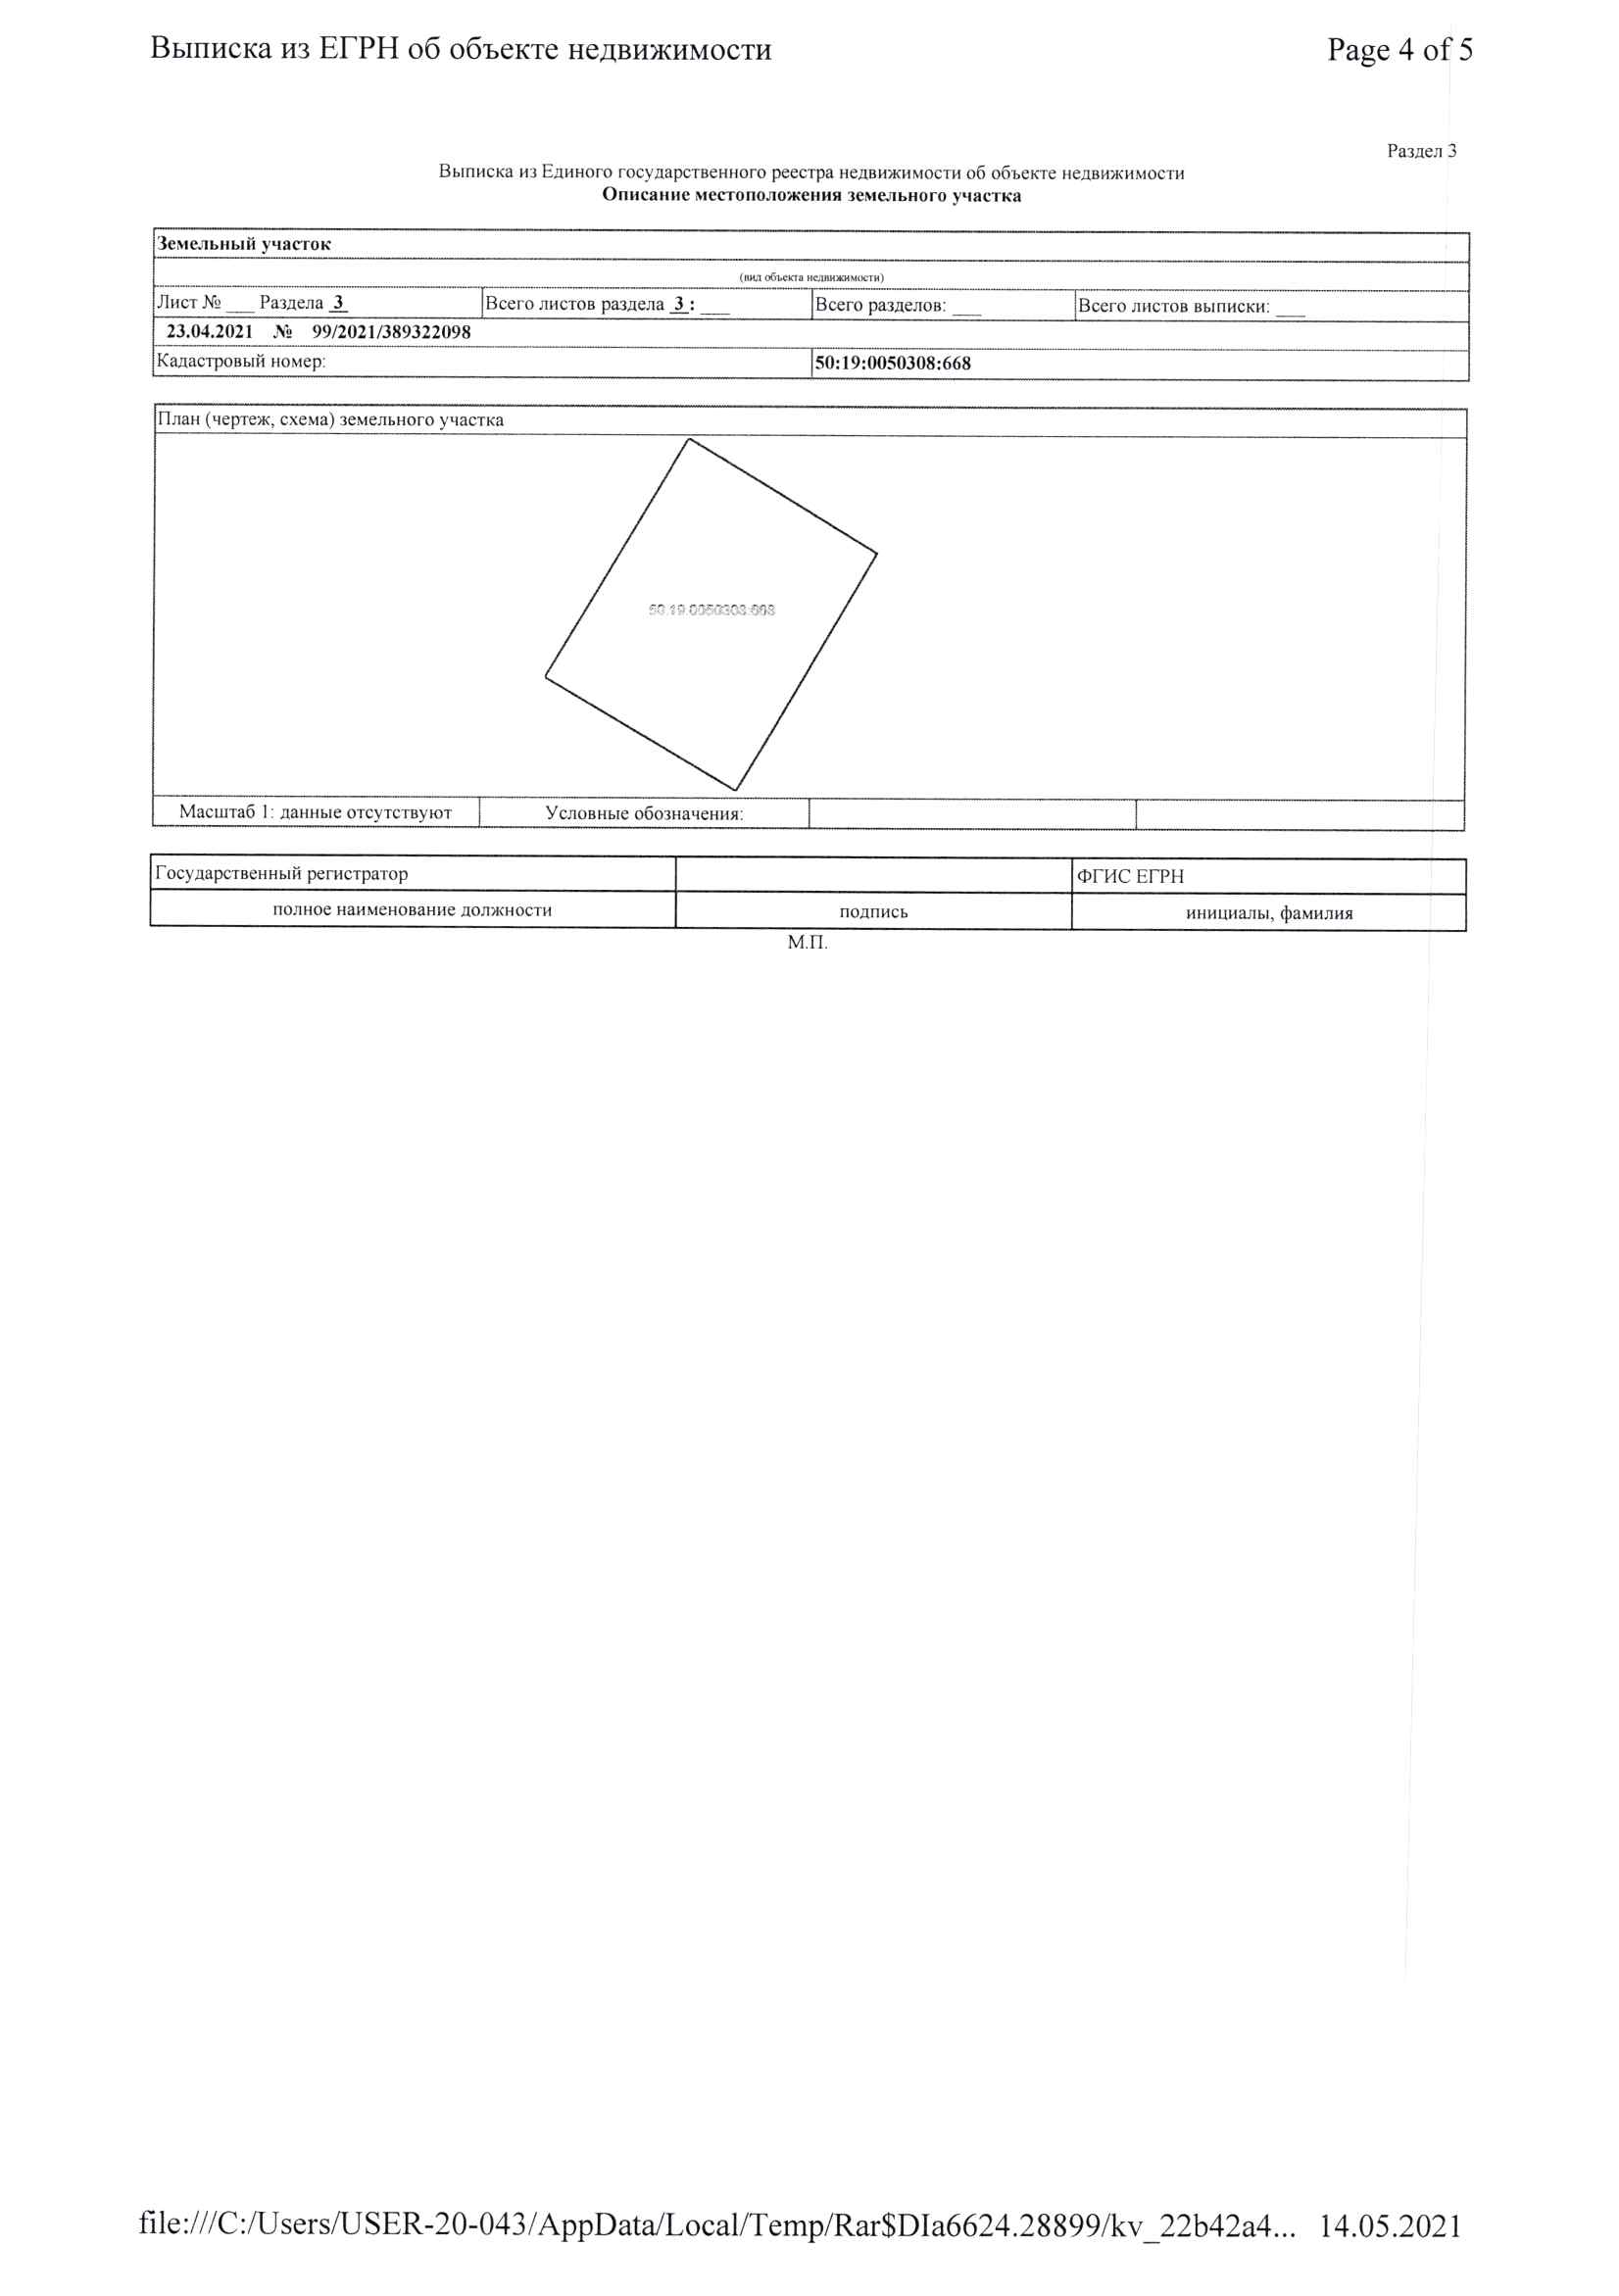 Выписка из ЕГРН об объекте недвижимости Page 4 of 5
Раздел 3
Выписка из Единого государственного реестра недвижимости об объекте недвижимости
Описание местоположения земельного участка
Земельный участок
(вид объекта недвижимости)
Лист № ___ Раздела 3 Всего листов раздела 3 : ___ Всего разделов: ___ Всего листов выписки: ___
23.04.2021 № 99/2021/389322098
Кадастровый номер: 50:19:0050308:668
План (чертеж, схема) земельного участка
Масштаб 1: данные отсутствуют Условные обозначения:
Государственный регистратор ФГИС ЕГРН
полное наименование должности подпись инициалы, фамилия
М.П.
file:///C:/Users/USER-20-043/AppData/Local/Temp/Rar$DIa6624.28899/kv_22b42a4... 14.05.2021